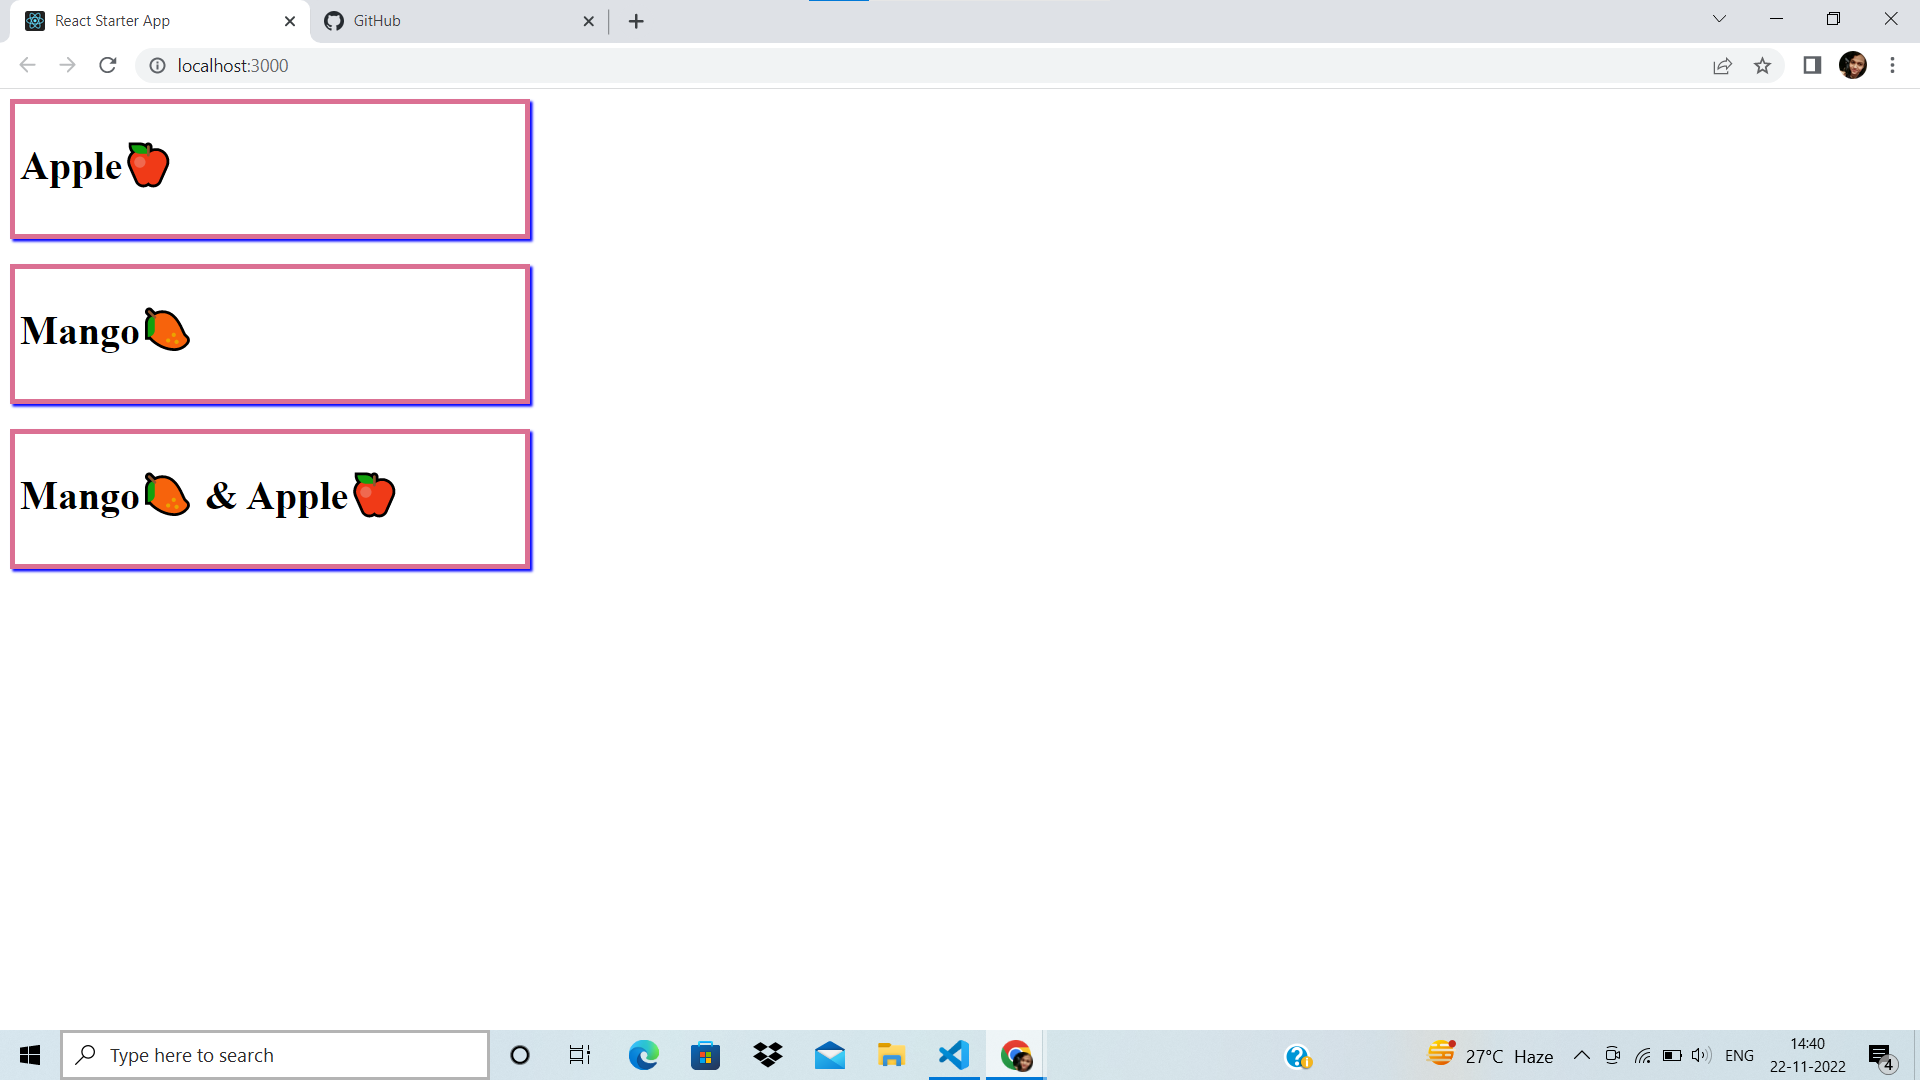 React Starter App
GitHub
localhost:3000
Apple🍎
Mango🥭
Mango🥭 & Apple🍎
Type here to search
27°C Haze
ENG
14:40
22-11-2022
4